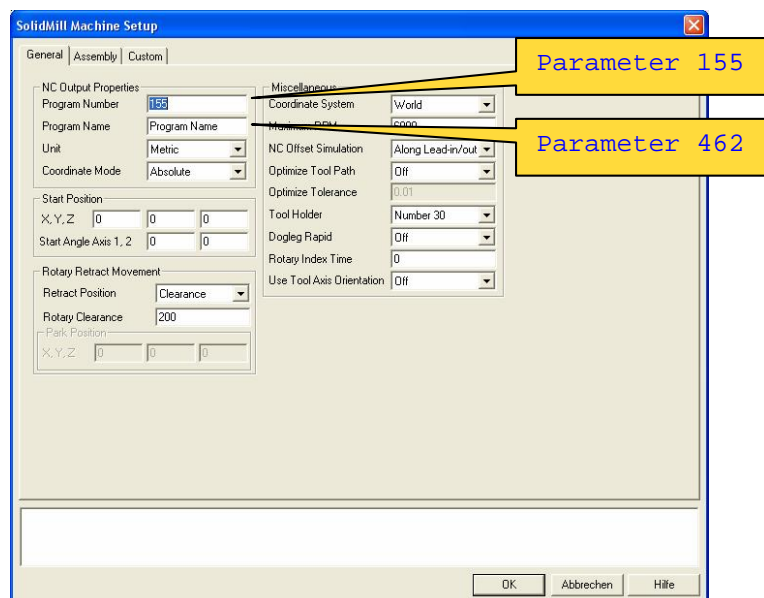 SolidMill Machine Setup
General Assembly Custom
Parameter 155
NC Output Properties
Program Number 155
Program Name Program Name
Unit Metric
Coordinate Mode Absolute
Start Position
X, Y, Z 0 0 0
Start Angle Axis 1, 2 0 0
Rotary Retract Movement
Retract Position Clearance
Rotary Clearance 200
Park Position
X, Y, Z 0 0 0
Miscellaneous
Coordinate System World
Maximum RPM
Parameter 462
NC Offset Simulation Along Lead-in/out
Optimize Tool Path Off
Optimize Tolerance 0.01
Tool Holder Number 30
Dogleg Rapid Off
Rotary Index Time 0
Use Tool Axis Orientation Off
OK Abbrechen Hilfe